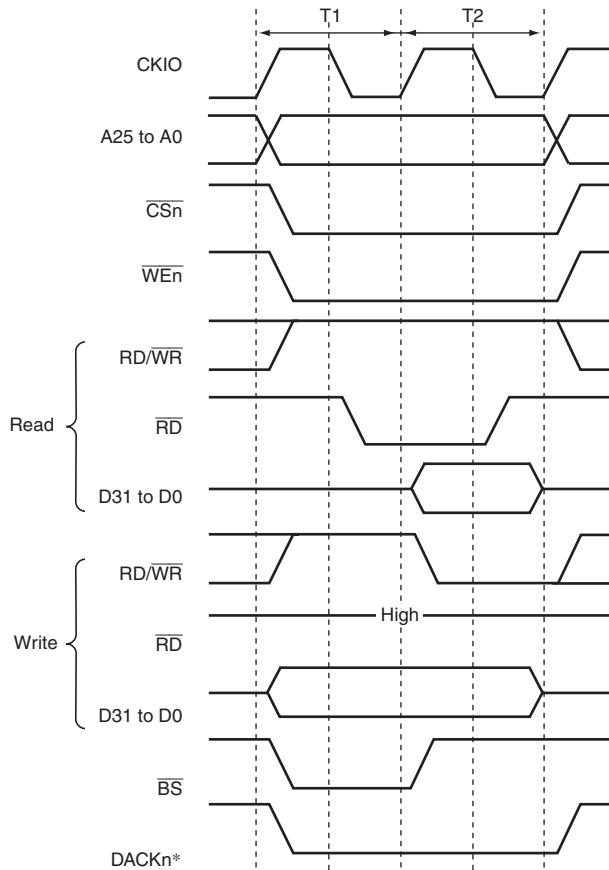 T1 T2
CKIO
A25 to A0
CSn
WEn
RD/WR
Read
RD
D31 to D0
RD/WR
High
Write
RD
D31 to D0
BS
DACKn*